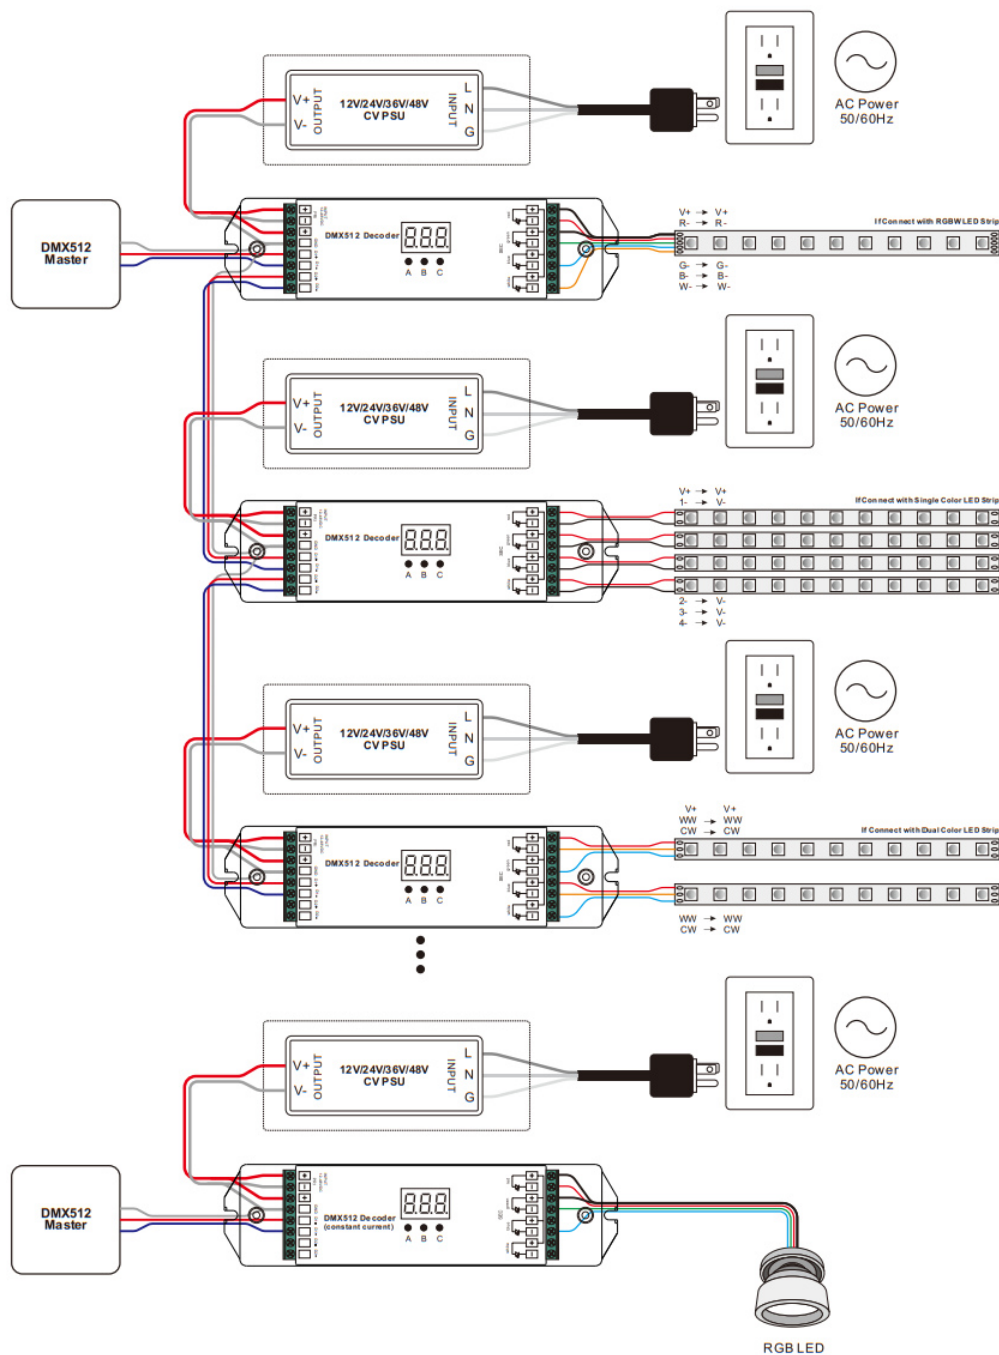 V+
V-
OUTPUT
12V/24V/36V/48V
CV PSU
INPUT
L
N
G
AC Power
50/60Hz
DMX512
Master
DMX512 Decoder
A B C
V+ → V+
R- → R-
If Connect with RGBW LED Strip
G- → G-
B- → B-
W- → W-
V+
V-
OUTPUT
12V/24V/36V/48V
CV PSU
INPUT
L
N
G
AC Power
50/60Hz
DMX512 Decoder
A B C
V+ → V+
1- → V-
If Connect with Single Color LED Strip
2- → V-
3- → V-
4- → V-
V+
V-
OUTPUT
12V/24V/36V/48V
CV PSU
INPUT
L
N
G
AC Power
50/60Hz
DMX512 Decoder
A B C
V+ V+
WW → WW
CW → CW
If Connect with Dual Color LED Strip
WW → WW
CW → CW
V+
V-
OUTPUT
12V/24V/36V/48V
CV PSU
INPUT
L
N
G
AC Power
50/60Hz
DMX512
Master
DMX512 Decoder
(constant current)
A B C
RGB LED